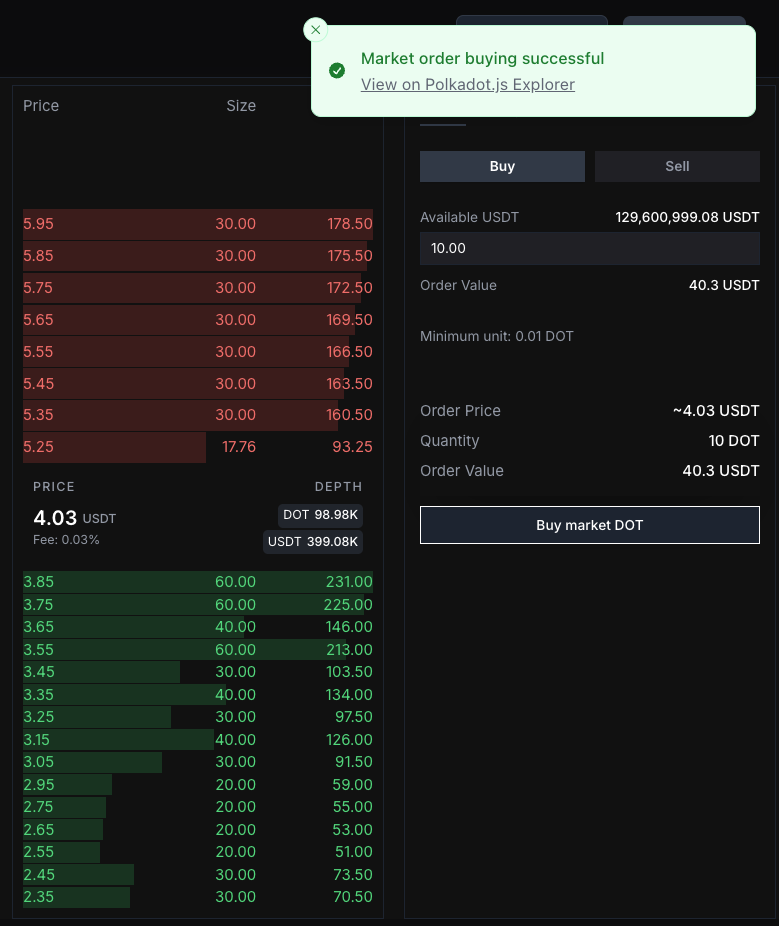 Market order buying successful
View on Polkadot.js Explorer
Price Size
5.95 30.00 178.50
5.85 30.00 175.50
5.75 30.00 172.50
5.65 30.00 169.50
5.55 30.00 166.50
5.45 30.00 163.50
5.35 30.00 160.50
5.25 17.76 93.25
PRICE DEPTH
4.03 USDT DOT 98.98K
Fee: 0.03% USDT 399.08K
3.85 60.00 231.00
3.75 60.00 225.00
3.65 40.00 146.00
3.55 60.00 213.00
3.45 30.00 103.50
3.35 40.00 134.00
3.25 30.00 97.50
3.15 40.00 126.00
3.05 30.00 91.50
2.95 20.00 59.00
2.75 20.00 55.00
2.65 20.00 53.00
2.55 20.00 51.00
2.45 30.00 73.50
2.35 30.00 70.50
Buy Sell
Available USDT 129,600,999.08 USDT
10.00
Order Value 40.3 USDT
Minimum unit: 0.01 DOT
Order Price ~4.03 USDT
Quantity 10 DOT
Order Value 40.3 USDT
Buy market DOT